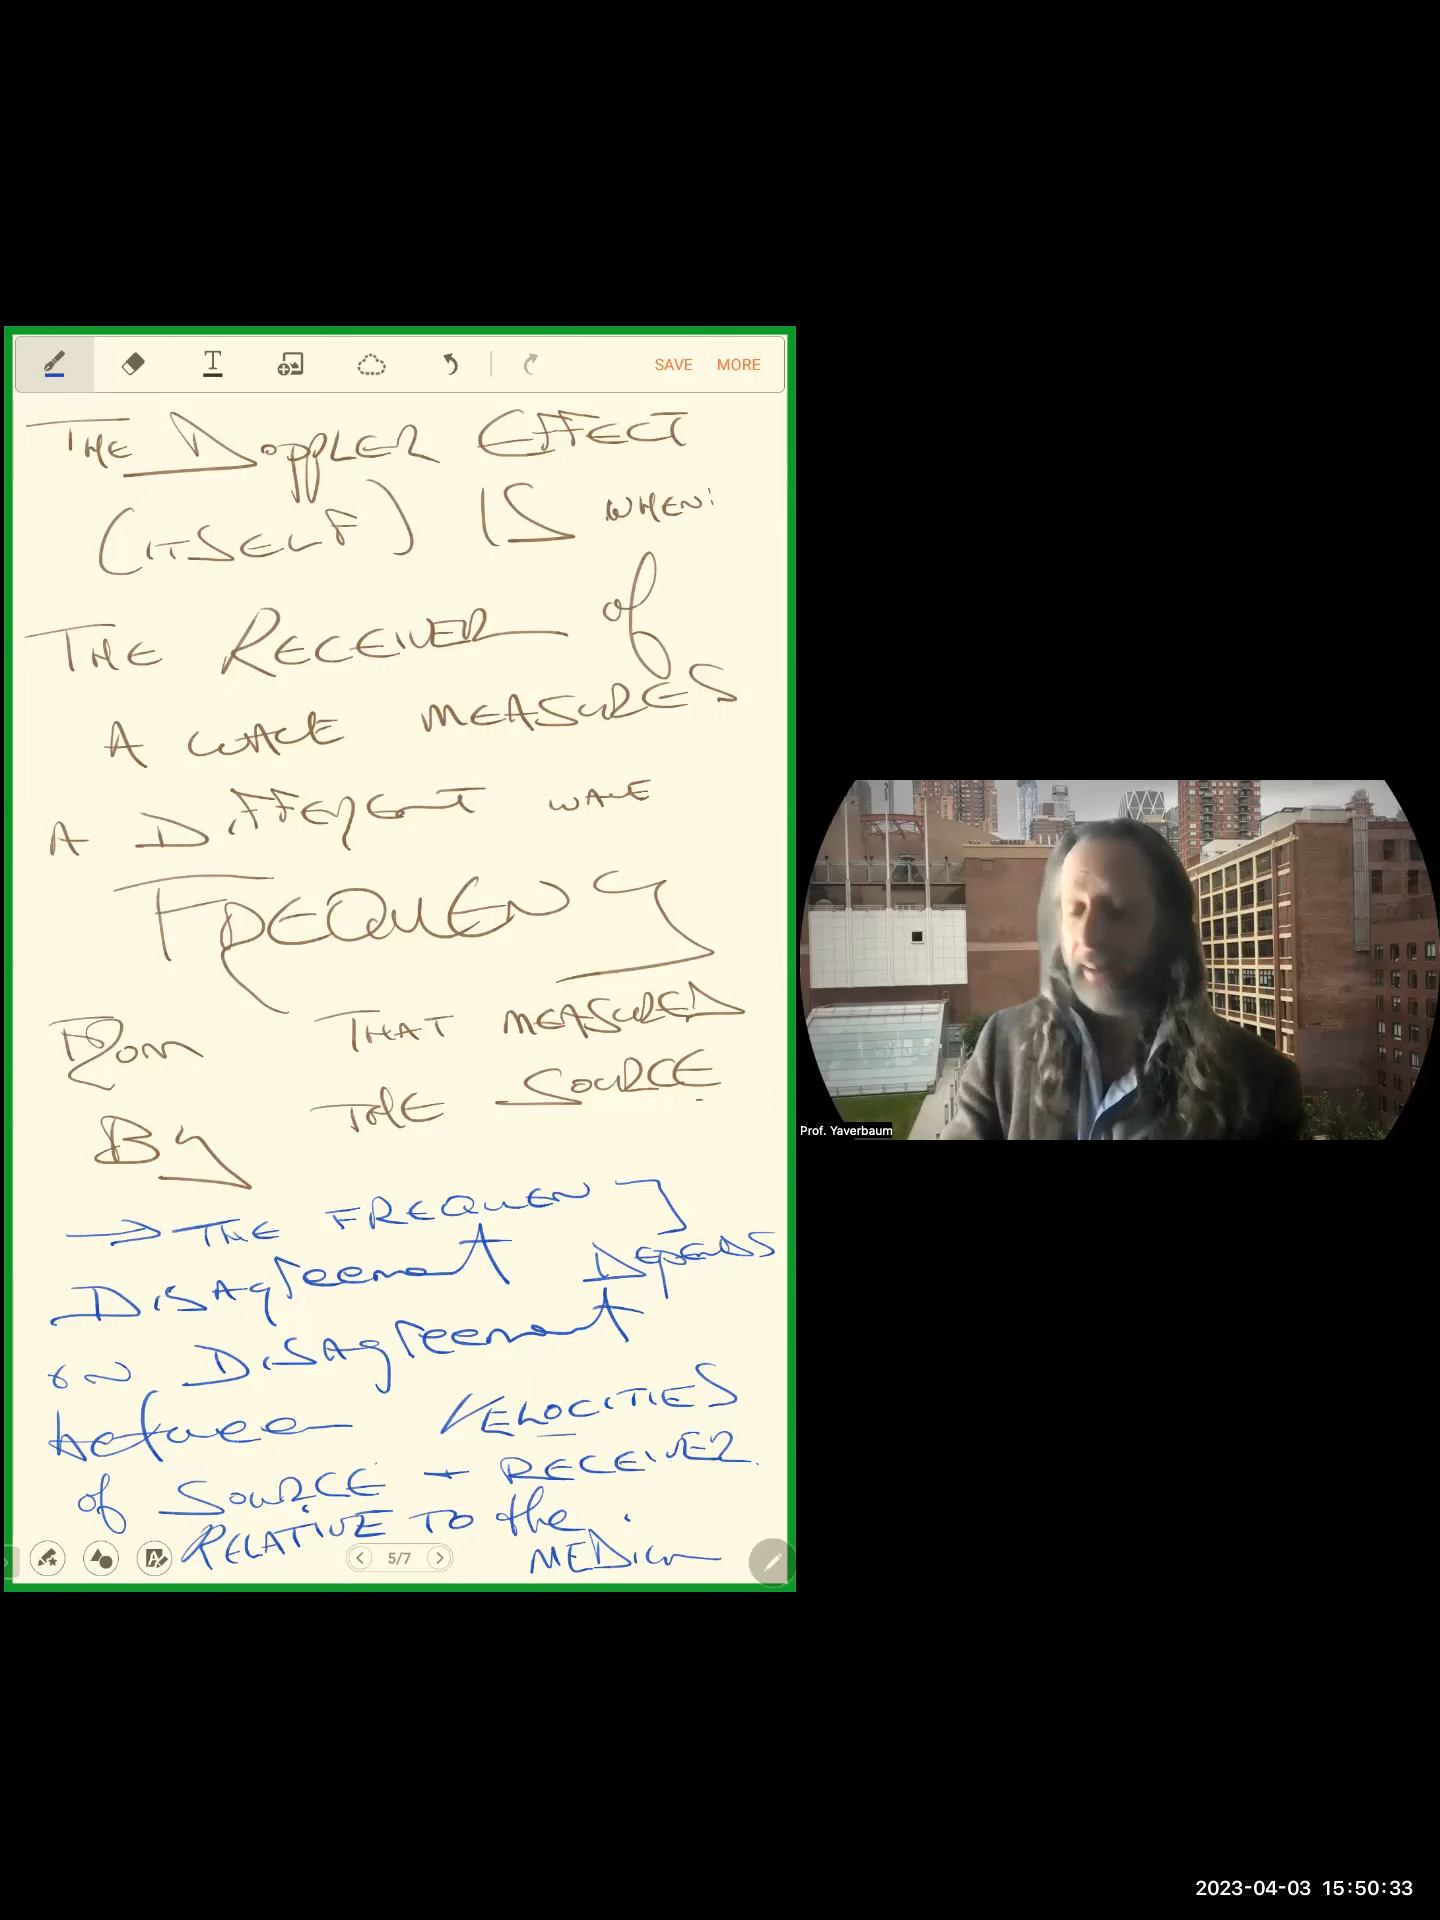 SAVE MORE
THE DOPPLER EFFECT
(ITSELF) IS WHEN:
THE RECEIVER of
A WAVE MEASURES
A DIFFERENT WAVE
FREQUENCY
FROM THAT MEASURED
BY THE SOURCE
→ THE FREQUENCY
DISAgreement DEPENDS
ON DISAgreement
between VELOCITIES
of SOURCE + RECEIVER
RELATIVE TO the
MEDIUM
5/7
Prof. Yaverbaum
2023-04-03 15:50:33